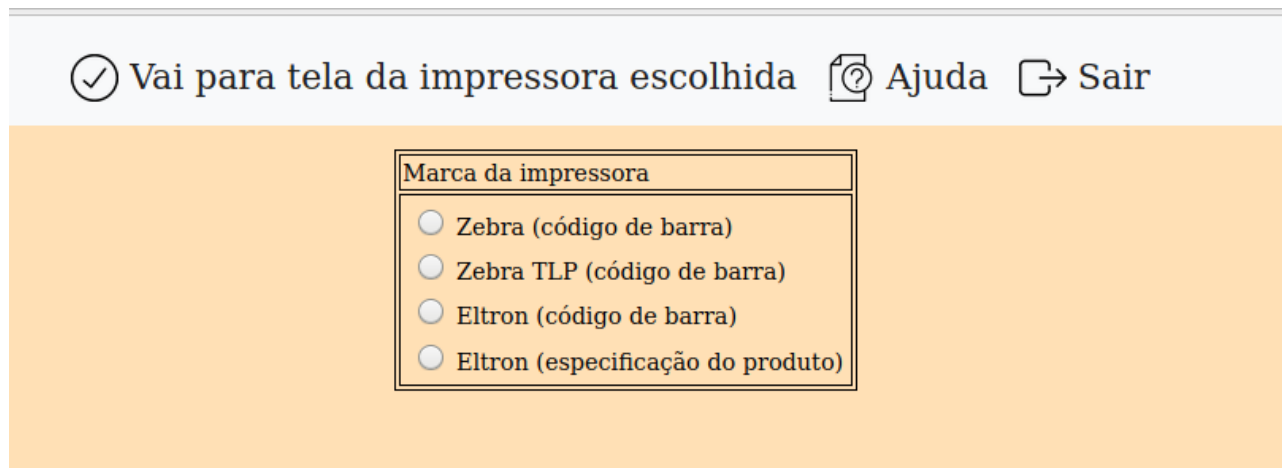 Vai para tela da impressora escolhida Ajuda Sair
Marca da impressora
Zebra (código de barra)
Zebra TLP (código de barra)
Eltron (código de barra)
Eltron (especificação do produto)